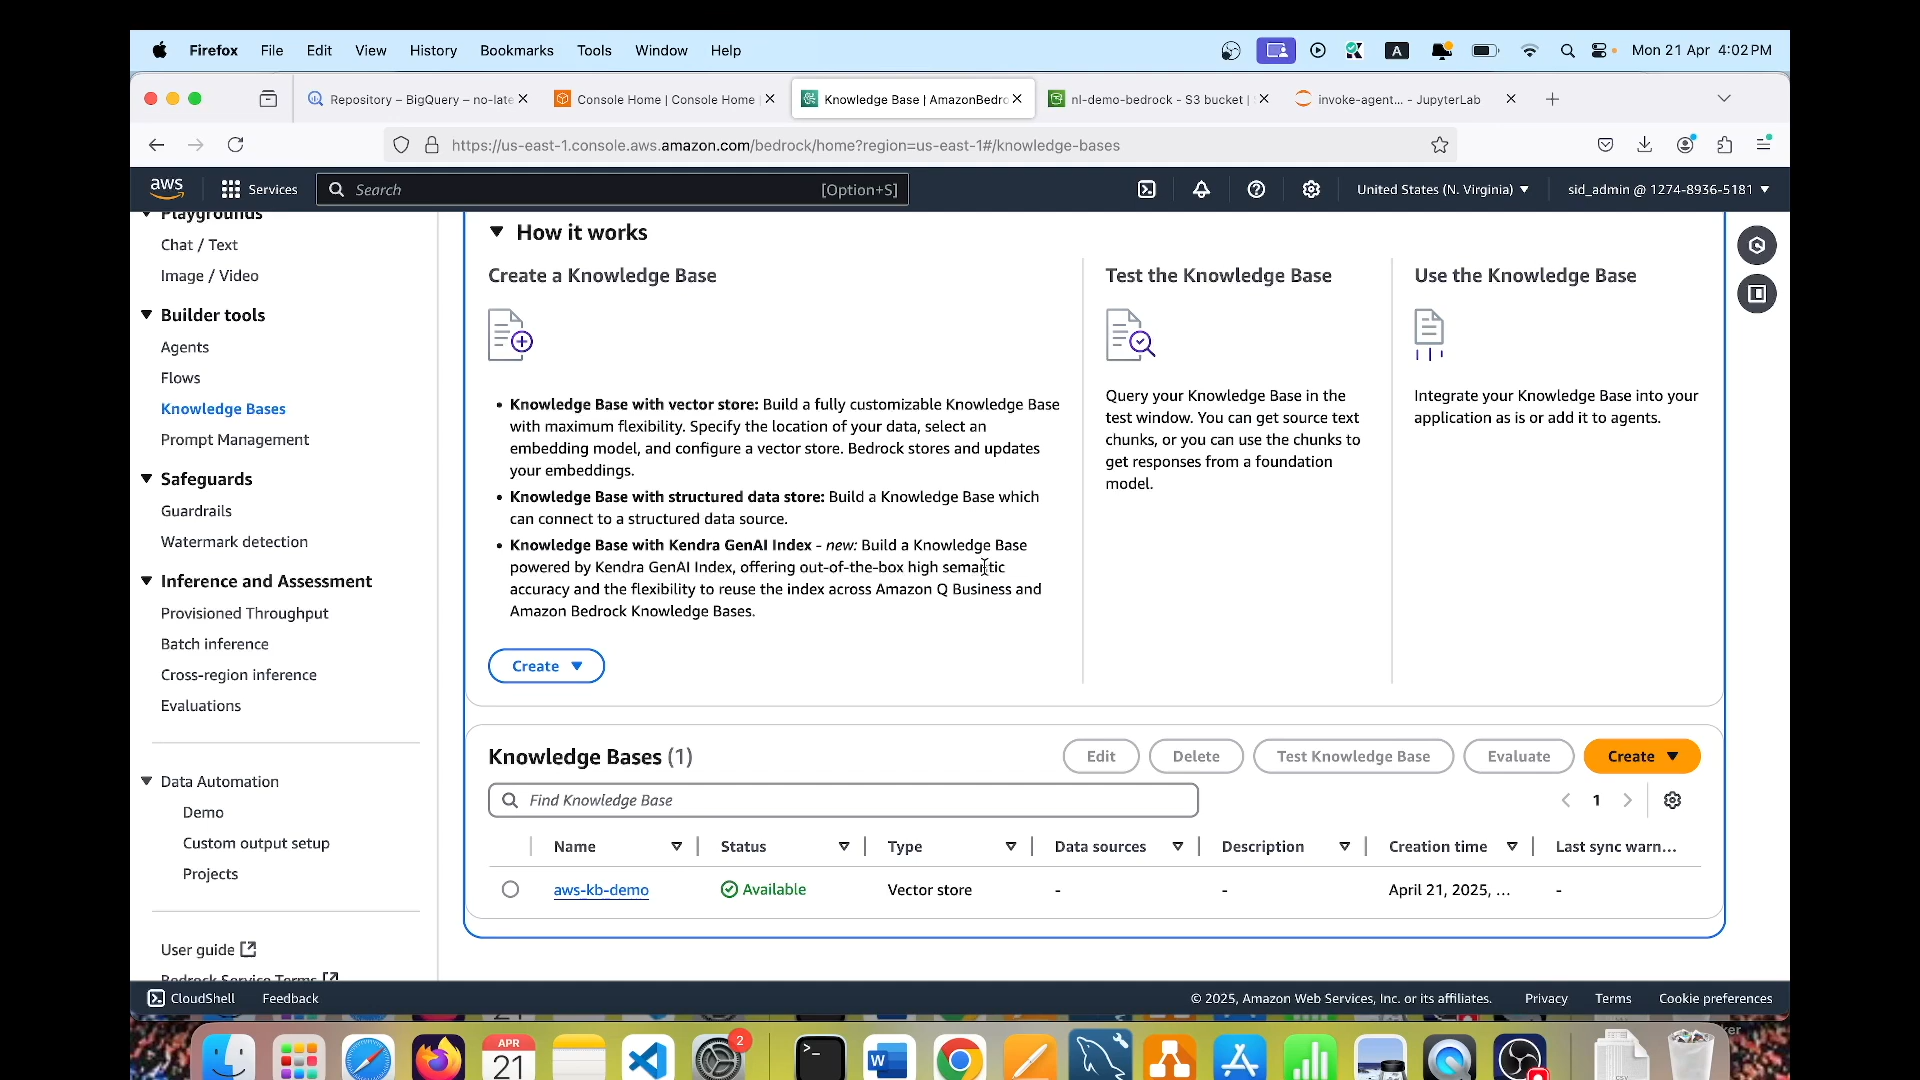 Firefox File Edit View History Bookmarks Tools Window Help A Mon 21 Apr 4:02 PM
Repository – BigQuery – no-late Console Home | Console Home Knowledge Base | AmazonBedro nl-demo-bedrock - S3 bucket | invoke-agent... - JupyterLab
https://us-east-1.console.aws.amazon.com/bedrock/home?region=us-east-1#/knowledge-bases
aws Services Search [Option+S] United States (N. Virginia) sid_admin @ 1274-8936-5181
Playgrounds
Chat / Text
Image / Video
Builder tools
Agents
Flows
Knowledge Bases
Prompt Management
Safeguards
Guardrails
Watermark detection
Inference and Assessment
Provisioned Throughput
Batch inference
Cross-region inference
Evaluations
Data Automation
Demo
Custom output setup
Projects
User guide
Bedrock Service Terms
How it works
Create a Knowledge Base
Knowledge Base with vector store: Build a fully customizable Knowledge Base
with maximum flexibility. Specify the location of your data, select an
embedding model, and configure a vector store. Bedrock stores and updates
your embeddings.
Knowledge Base with structured data store: Build a Knowledge Base which
can connect to a structured data source.
Knowledge Base with Kendra GenAI Index - new: Build a Knowledge Base
powered by Kendra GenAI Index, offering out-of-the-box high semantic
accuracy and the flexibility to reuse the index across Amazon Q Business and
Amazon Bedrock Knowledge Bases.
Create
Test the Knowledge Base
Query your Knowledge Base in the
test window. You can get source text
chunks, or you can use the chunks to
get responses from a foundation
model.
Use the Knowledge Base
Integrate your Knowledge Base into your
application as is or add it to agents.
Knowledge Bases (1) Edit Delete Test Knowledge Base Evaluate Create
Find Knowledge Base 1
Name Status Type Data sources Description Creation time Last sync warn...
aws-kb-demo Available Vector store - - April 21, 2025, ... -
CloudShell Feedback © 2025, Amazon Web Services, Inc. or its affiliates. Privacy Terms Cookie preferences
APR
21
2